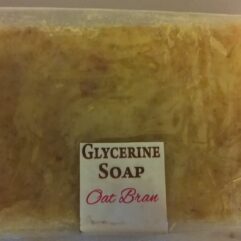 GLYCERINE
SOAP
Oat Bran